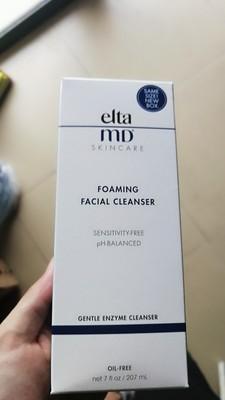 SAME
SIZE!
NEW
BOX
elta
MD
SKINCARE
FOAMING
FACIAL CLEANSER
SENSITIVITY-FREE
pH-BALANCED
GENTLE ENZYME CLEANSER
OIL-FREE
net 7 fl oz / 207 mL